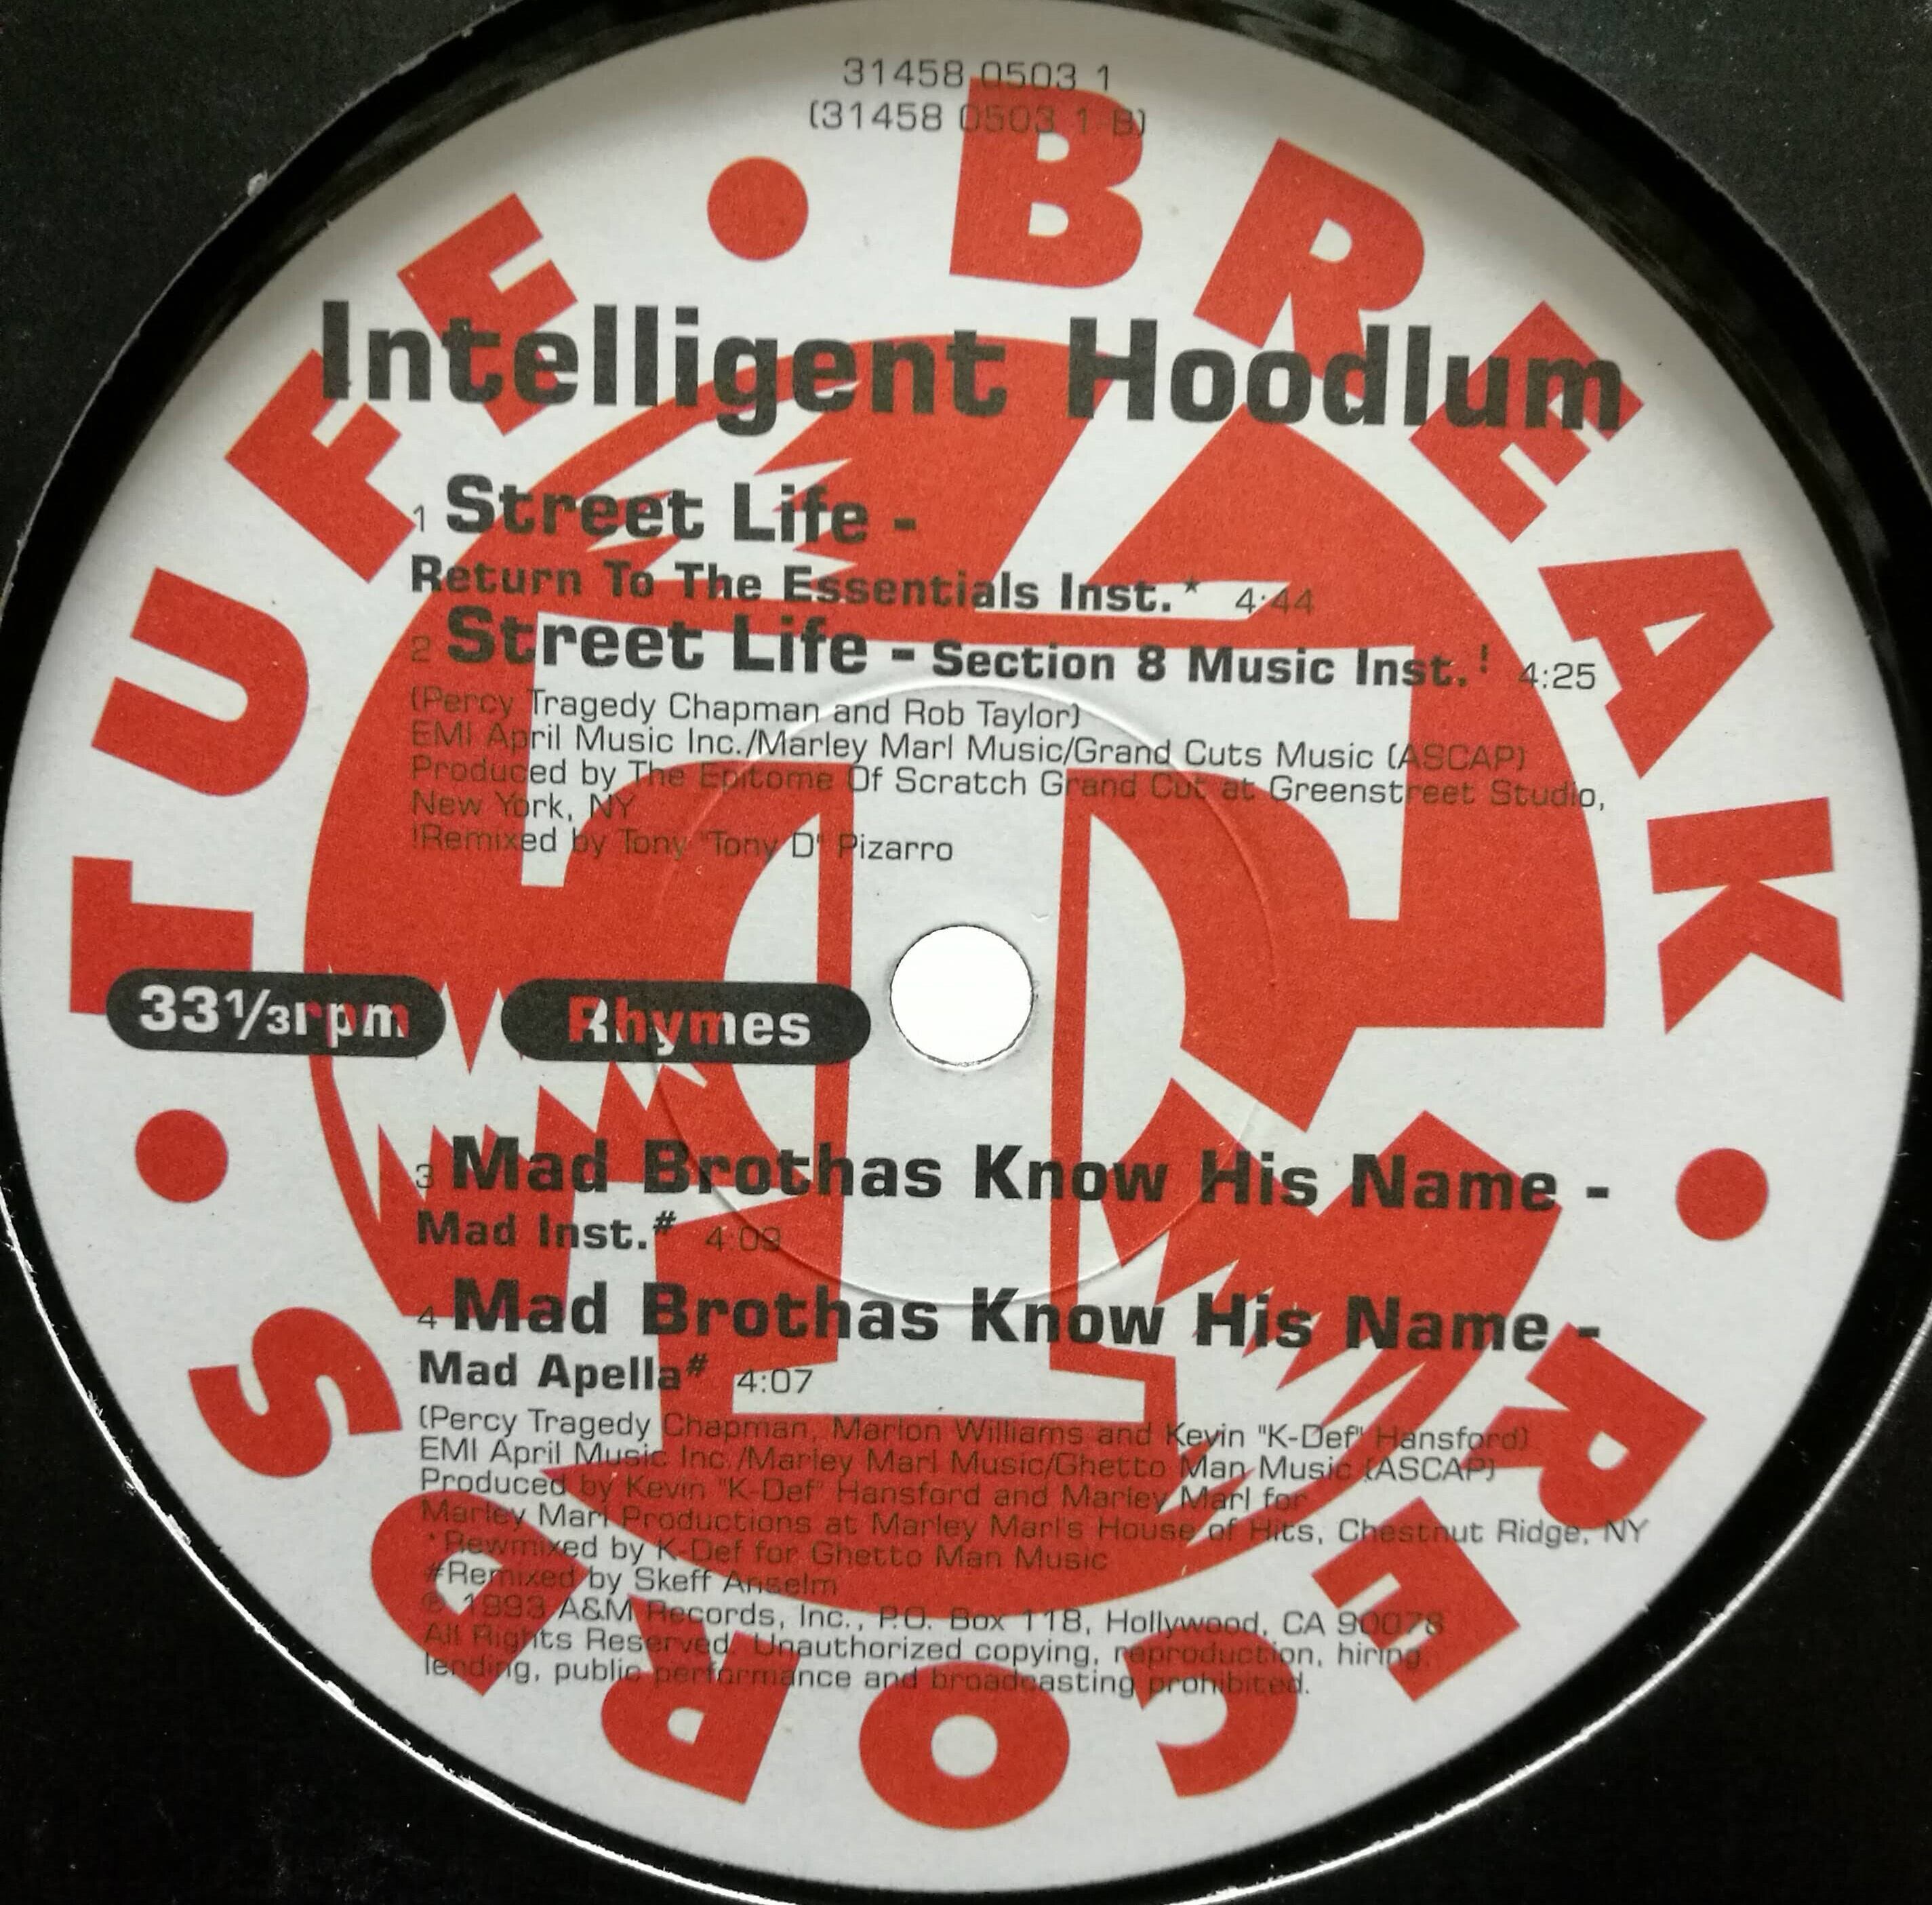 31458 0503 1
(31458 0503 1 B)
TUFF • BREAK • RECORDS •
Intelligent Hoodlum
1 Street Life -
Return To The Essentials Inst.* 4:44
2 Street Life - Section 8 Music Inst.! 4:25
(Percy Tragedy Chapman and Rob Taylor)
EMI April Music Inc./Marley Marl Music/Grand Cuts Music (ASCAP)
Produced by The Epitome Of Scratch Grand Cut at Greenstreet Studio,
New York, NY
!Remixed by Tony "Tony D" Pizarro
33⅓rpm Rhymes
3 Mad Brothas Know His Name -
Mad Inst.# 4:09
4 Mad Brothas Know His Name -
Mad Apella# 4:07
(Percy Tragedy Chapman, Marlon Williams and Kevin "K-Def" Hansford)
EMI April Music Inc./Marley Marl Music/Ghetto Man Music (ASCAP)
Produced by Kevin "K-Def" Hansford and Marley Marl for
Marley Marl Productions at Marley Marl's House of Hits, Chestnut Ridge, NY
*Rewmixed by K-Def for Ghetto Man Music
#Remixed by Skeff Anselm
℗ 1993 A&M Records, Inc., P.O. Box 118, Hollywood, CA 90078
All Rights Reserved. Unauthorized copying, reproduction, hiring,
lending, public performance and broadcasting prohibited.